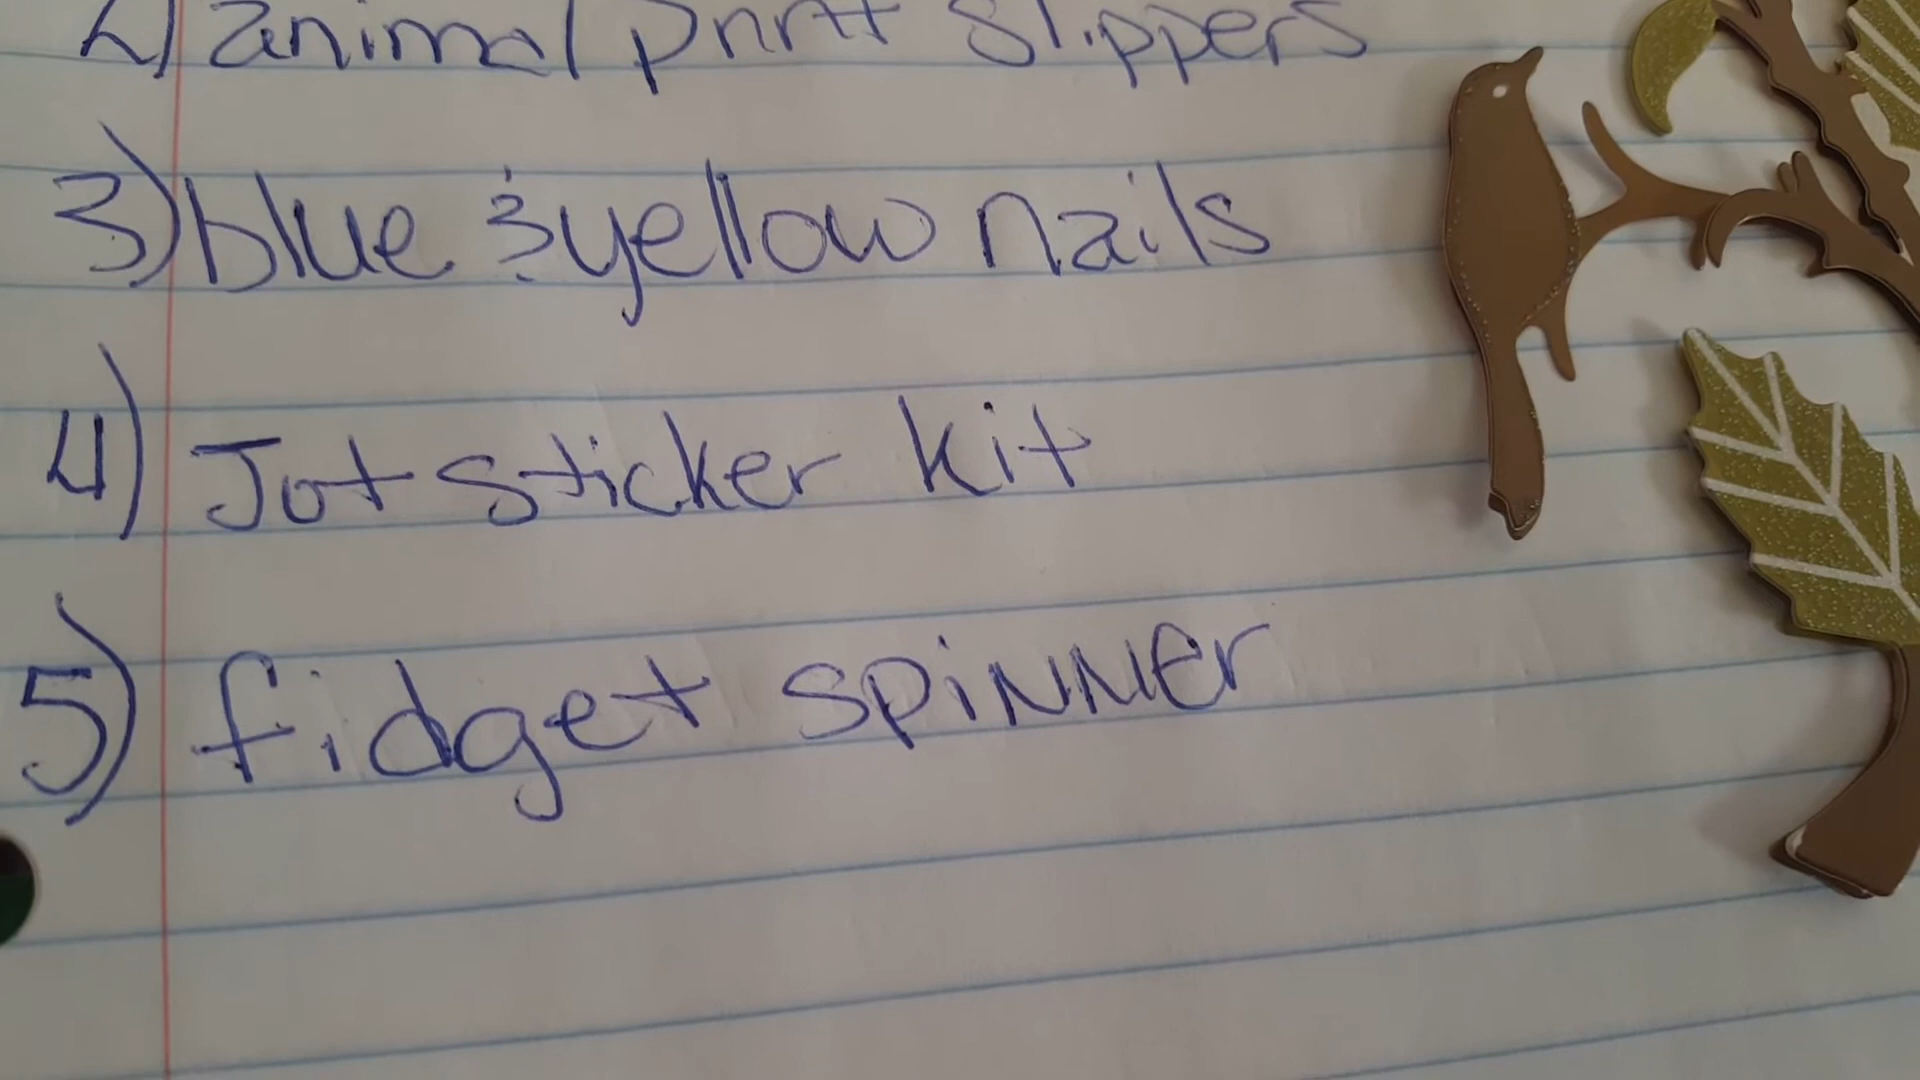 2) animal print slippers
3) blue & yellow nails
4) Jot sticker kit
5) fidget spinner